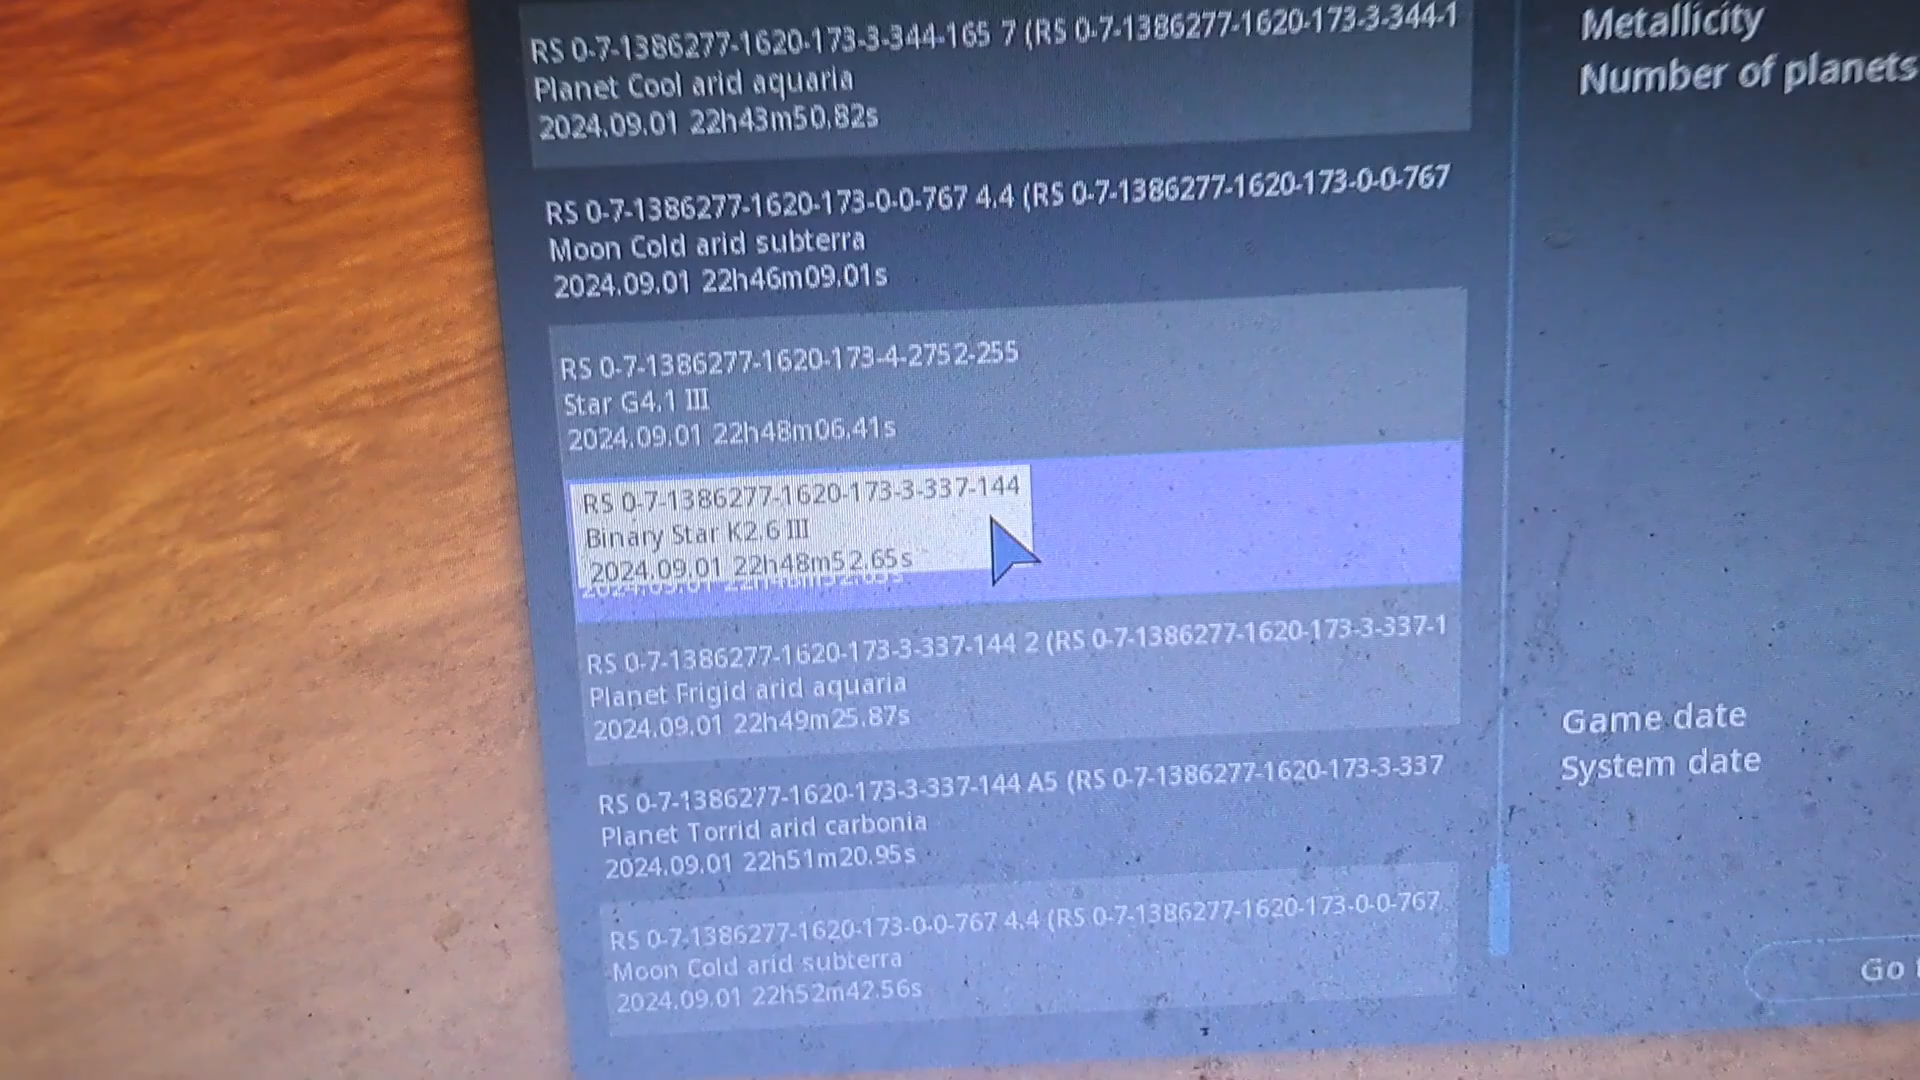 RS 0-7-1386277-1620-173-3-344-165 7 (RS 0-7-1386277-1620-173-3-344-1
Planet Cool arid aquaria
2024.09.01 22h43m50.82s
RS 0-7-1386277-1620-173-0-0-767 4.4 (RS 0-7-1386277-1620-173-0-0-767
Moon Cold arid subterra
2024.09.01 22h46m09.01s
RS 0-7-1386277-1620-173-4-2752-255
Star G4.1 III
2024.09.01 22h48m06.41s
RS 0-7-1386277-1620-173-3-337-144
Binary Star K2.6 III
2024.09.01 22h48m52.65s
2024.09.01 22h48m52.65s
RS 0-7-1386277-1620-173-3-337-144 2 (RS 0-7-1386277-1620-173-3-337-1
Planet Frigid arid aquaria
2024.09.01 22h49m25.87s
RS 0-7-1386277-1620-173-3-337-144 A5 (RS 0-7-1386277-1620-173-3-337
Planet Torrid arid carbonia
2024.09.01 22h51m20.95s
RS 0-7-1386277-1620-173-0-0-767 4.4 (RS 0-7-1386277-1620-173-0-0-767
Moon Cold arid subterra
2024.09.01 22h52m42.56s
Metallicity
Number of planets
Game date
System date
Go